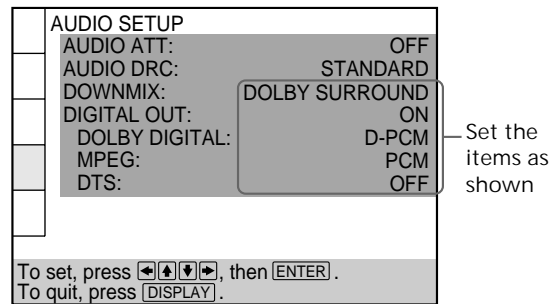 AUDIO SETUP
AUDIO ATT: OFF
AUDIO DRC: STANDARD
DOWNMIX: DOLBY SURROUND
DIGITAL OUT: ON
DOLBY DIGITAL: D-PCM
MPEG: PCM
DTS: OFF
Set the
items as
shown
To set, press ←↑↓→, then ENTER.
To quit, press DISPLAY.